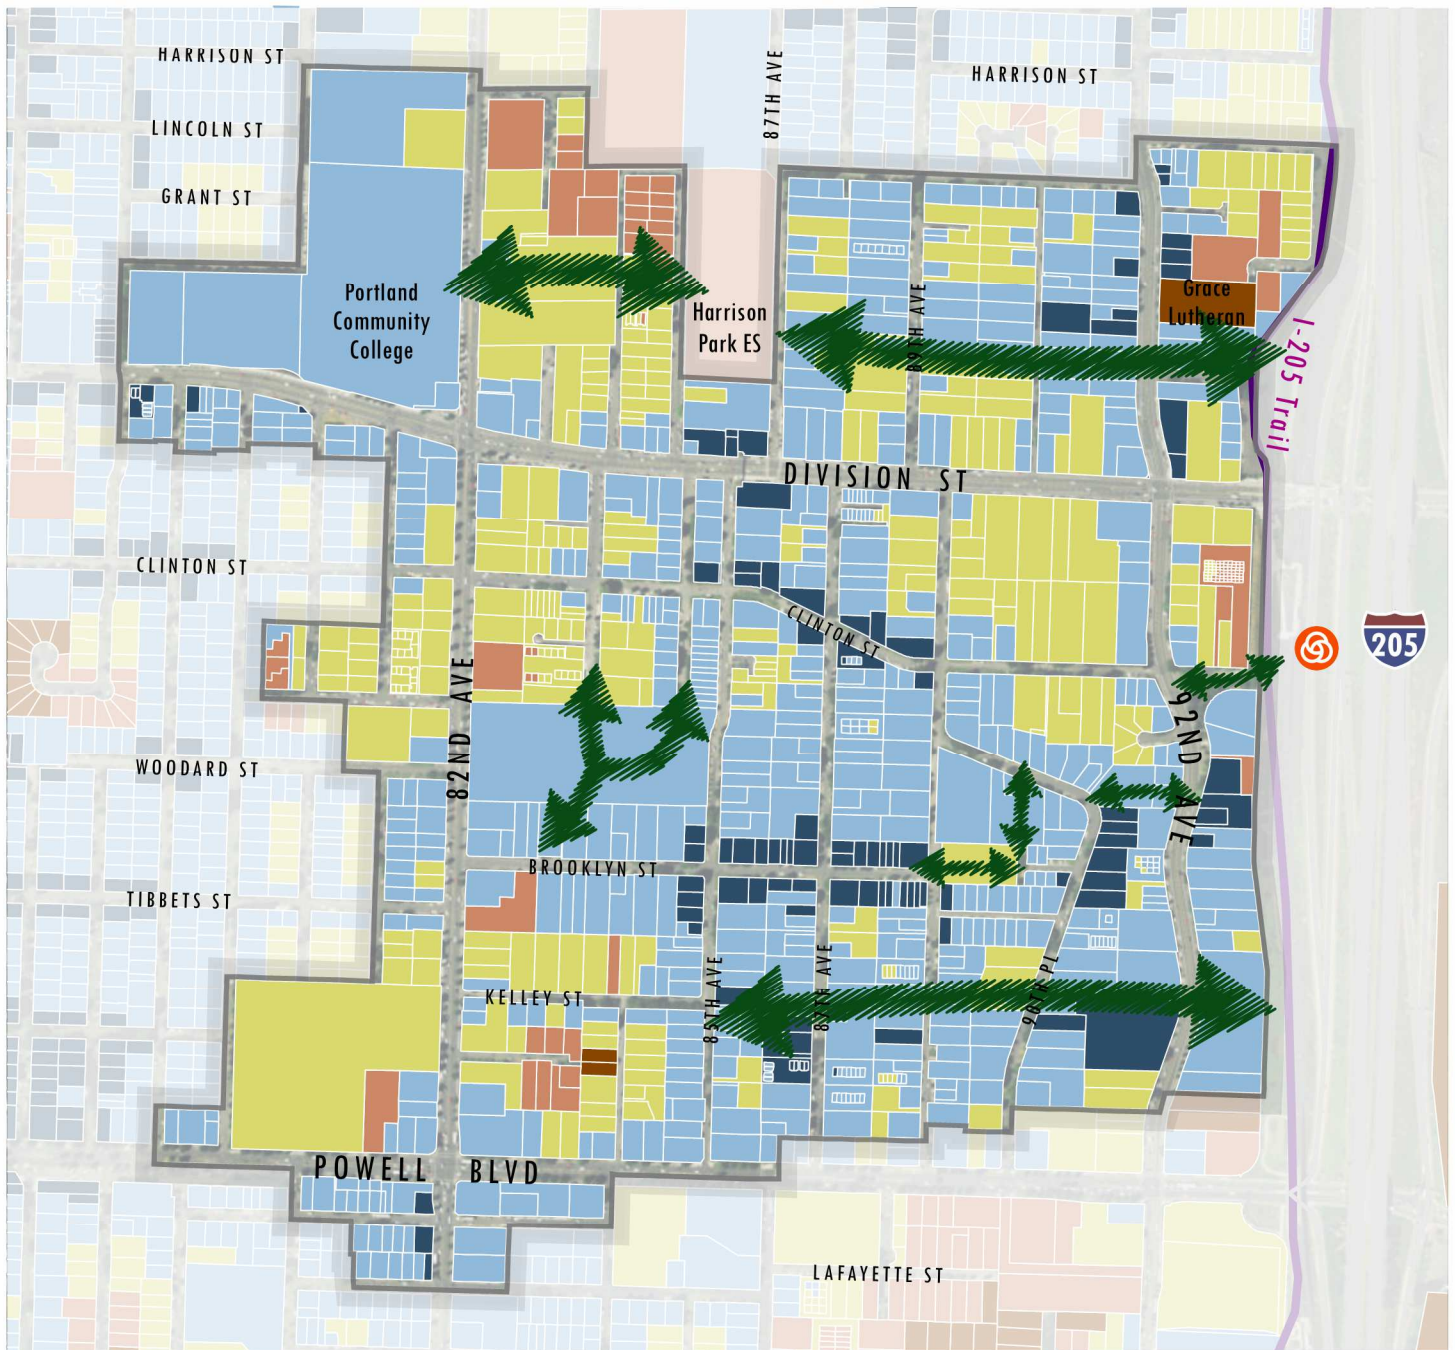 HARRISON ST
87TH AVE
HARRISON ST
LINCOLN ST
GRANT ST
Portland
Community
College
Harrison
Park ES
89TH AVE
Grace
Lutheran
I-205 Trail
DIVISION ST
CLINTON ST
CLINTON ST
205
82ND AVE
92ND AVE
WOODARD ST
BROOKLYN ST
TIBBETS ST
KELLEY ST
85TH AVE
87TH AVE
90TH PL
POWELL BLVD
LAFAYETTE ST